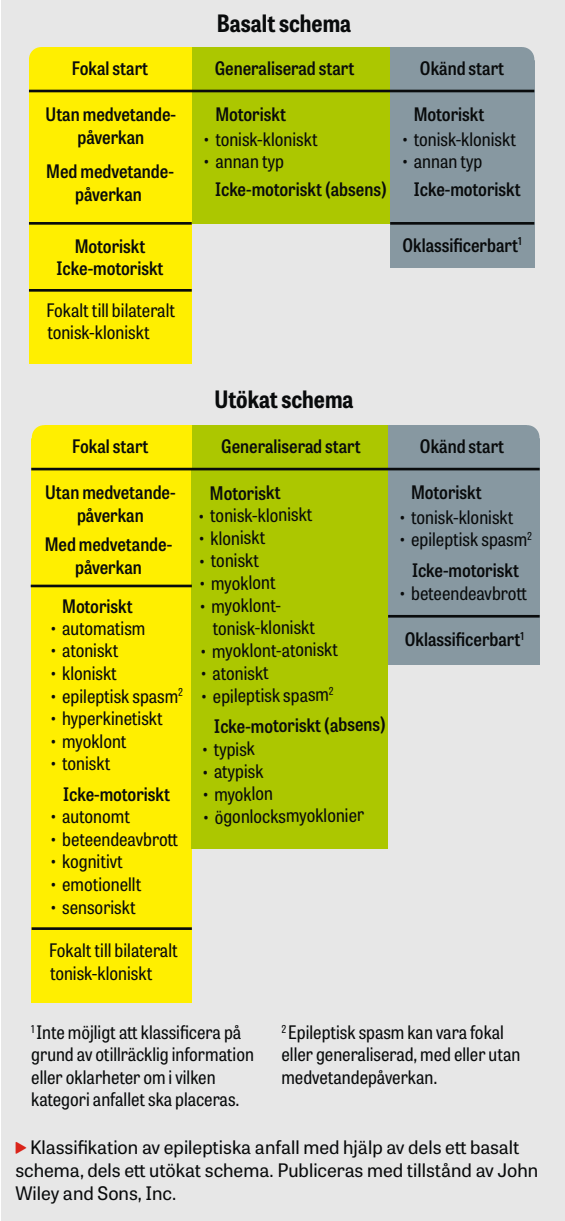 Basalt schema
Fokal start
Utan medvetande-
påverkan
Med medvetande-
påverkan
Motoriskt
Icke-motoriskt
Fokalt till bilateralt
tonisk-kloniskt
Generaliserad start
Motoriskt
• tonisk-kloniskt
• annan typ
Icke-motoriskt (absens)
Okänd start
Motoriskt
• tonisk-kloniskt
• annan typ
Icke-motoriskt
Oklassificerbart¹
Utökat schema
Fokal start
Utan medvetande-
påverkan
Med medvetande-
påverkan
Motoriskt
• automatism
• atoniskt
• kloniskt
• epileptisk spasm²
• hyperkinetiskt
• myoklont
• toniskt
Icke-motoriskt
• autonomt
• beteendeavbrott
• kognitivt
• emotionellt
• sensoriskt
Fokalt till bilateralt
tonisk-kloniskt
Generaliserad start
Motoriskt
• tonisk-kloniskt
• kloniskt
• toniskt
• myoklont
• myoklont-
tonisk-kloniskt
• myoklont-atoniskt
• atoniskt
• epileptisk spasm²
Icke-motoriskt (absens)
• typisk
• atypisk
• myoklon
• ögonlocksmyoklonier
Okänd start
Motoriskt
• tonisk-kloniskt
• epileptisk spasm²
Icke-motoriskt
• beteendeavbrott
Oklassificerbart¹
¹ Inte möjligt att klassificera på
grund av otillräcklig information
eller oklarheter om i vilken
kategori anfallet ska placeras.
² Epileptisk spasm kan vara fokal
eller generaliserad, med eller utan
medvetandepåverkan.
▶ Klassifikation av epileptiska anfall med hjälp av dels ett basalt
schema, dels ett utökat schema. Publiceras med tillstånd av John
Wiley and Sons, Inc.